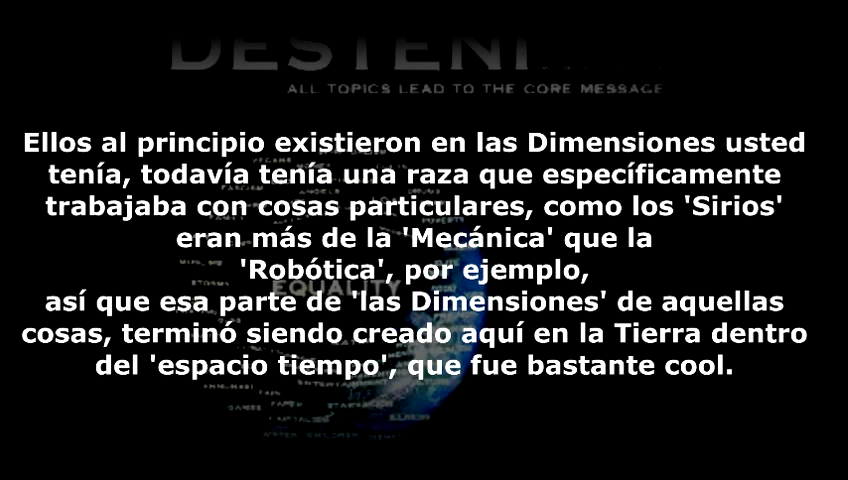 DESTENI
ALL TOPICS LEAD TO THE CORE MESSAGE
Ellos al principio existieron en las Dimensiones usted
tenía, todavía tenía una raza que específicamente
trabajaba con cosas particulares, como los 'Sirios'
eran más de la 'Mecánica' que la
'Robótica', por ejemplo,
EQUALITY
así que esa parte de 'las Dimensiones' de aquellas
cosas, terminó siendo creado aquí en la Tierra dentro
del 'espacio tiempo', que fue bastante cool.